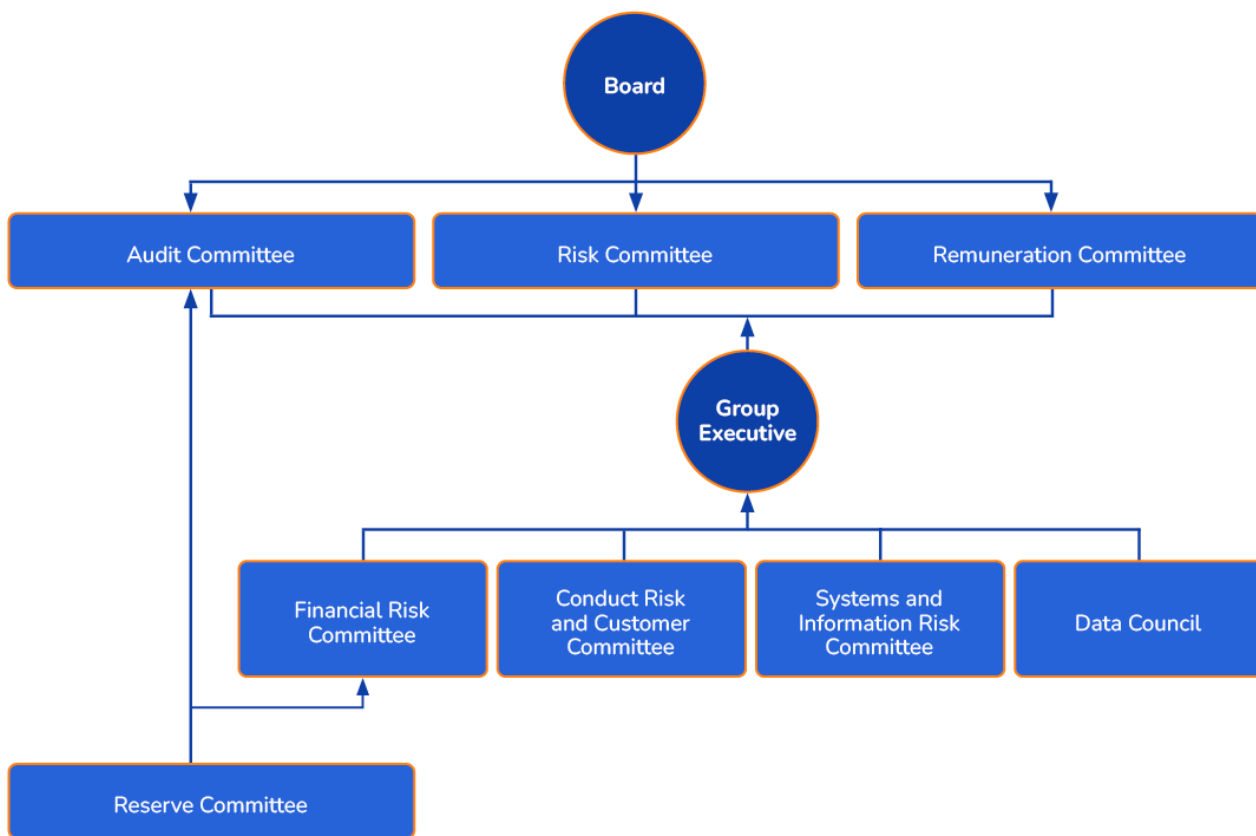 Board
Audit Committee
Risk Committee
Remuneration Committee
Group
Executive
Financial Risk
Committee
Conduct Risk
and Customer
Committee
Systems and
Information Risk
Committee
Data Council
Reserve Committee